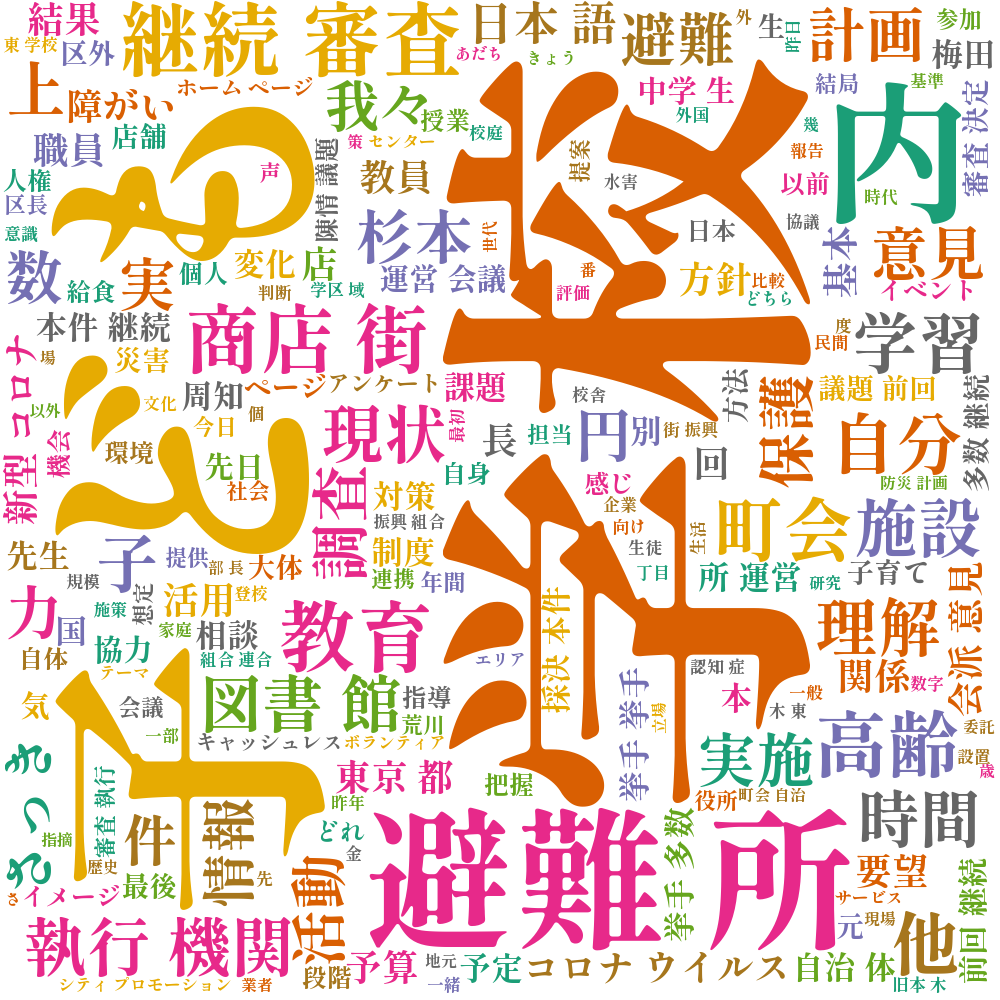 結果
継続 審査
日本 語
避難
外
生
昨日
計画
参加
梅田
東 学校
区外
あだち
きょう
上
障がい
ホーム ページ
我々
授業
校庭
中学 生
外国
結局
基準
審査 決定
職員
店舗
策
センター
教員
提案
水害
幾
報告
以前
内
時代
人権
区長
声
陳情 議題
学校
子ども
杉本
世代
日本
協議
意識
数
実
個人
変化
店
運営 会議
番
方針
比較
どちら
基本
意見
イベント
給食
判断
学区 域
評価
本件 継続
商店 街
度
民間
学習
コロナ
場
災害
周知
ページ
アンケート
課題
校舎
方法
議題 前回
以外
文化
個
今日
現状
最初
長
担当
円
別
街 振興
保護
自分
多数 継続
新型
機会
環境
先日
社会
調査
対策
自身
感じ
回
防災 計画
振興 組合
企業
向け
町会
施設
先生
子
提供
部 長
大体
制度
連携
年間
生徒
生活
丁目
所 運営
研究
子育て
規模
想定
力
国
施策
活用
登校
家庭
相談
教育
採決 本件
理解
会派 意見
自体
協力
組合 連合
エリア
認知 症
関係
テーマ
気
会議
図書 館
指導
荒川
本
一般
数字
木 東
一部
キャッシュレス
ボランティア
挙手 挙手
立場
高齢
委託
設置
歳
さっき
審査 執行
区
東京 都
把握
実施
役所
町会 自治
昨年
件
情報
どれ
金
避難 所
挙手 多数
時間
指摘
歴史
さ
イメージ
最後
先
活動
要望
サービス
執行 機関
段階
予算
地元
一緒
予定
コロナ ウイルス
自治 体
元
現場
他
前回 継続
シティ プロモーション
業者
旧本 木